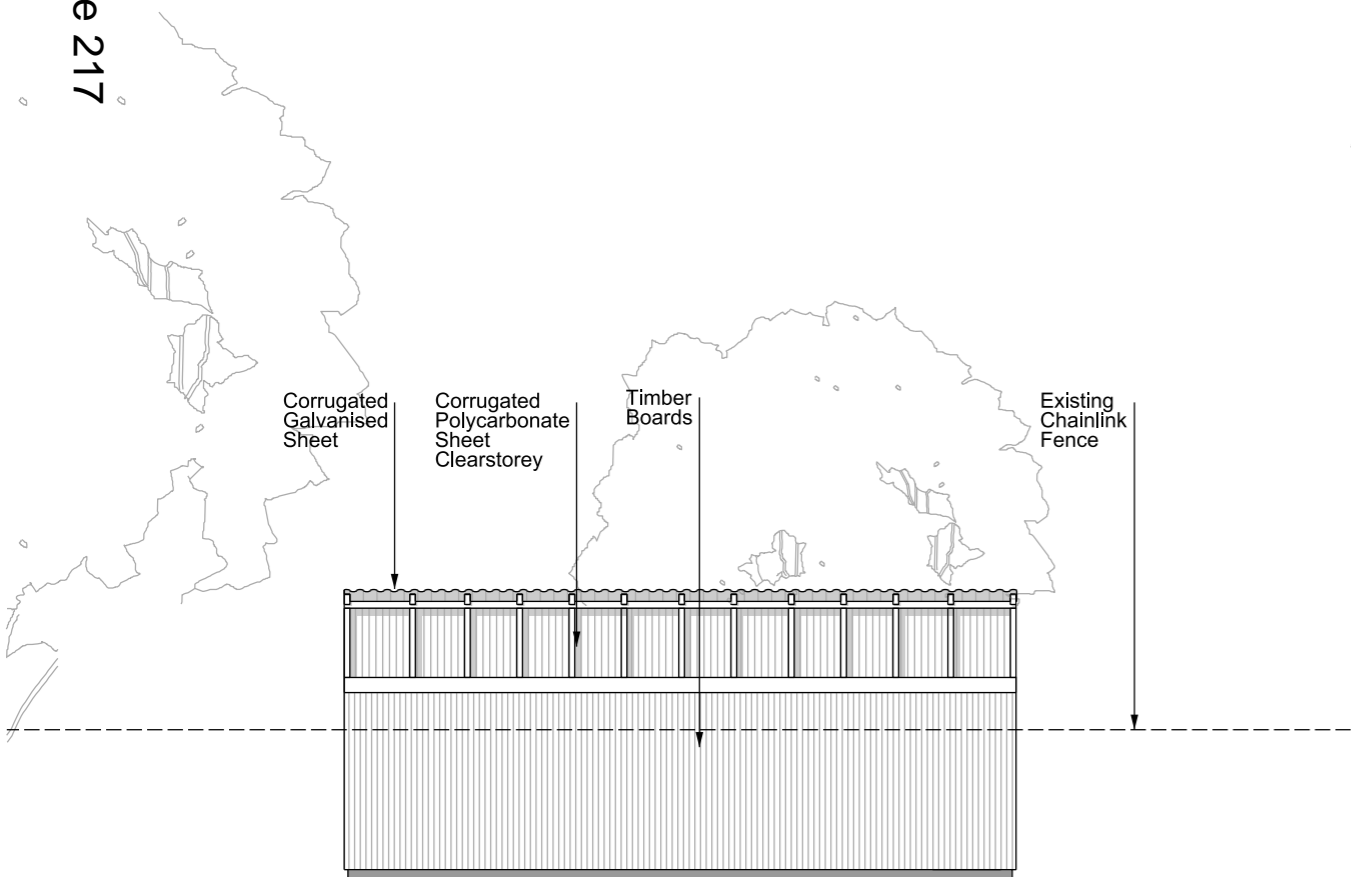 e 217
Corrugated
Galvanised
Sheet
Corrugated
Polycarbonate
Sheet
Clearstorey
Timber
Boards
Existing
Chainlink
Fence